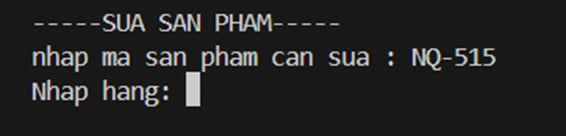 -----SUA SAN PHAM-----
nhap ma san pham can sua : NQ-515
Nhap hang: